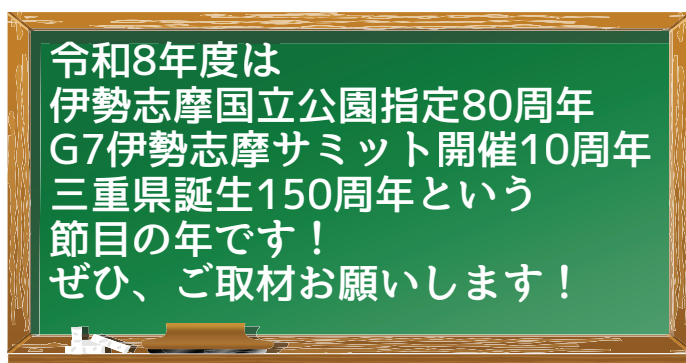 令和8年度は
伊勢志摩国立公園指定80周年
G7伊勢志摩サミット開催10周年
三重県誕生150周年という
節目の年です！
ぜひ、ご取材お願いします！